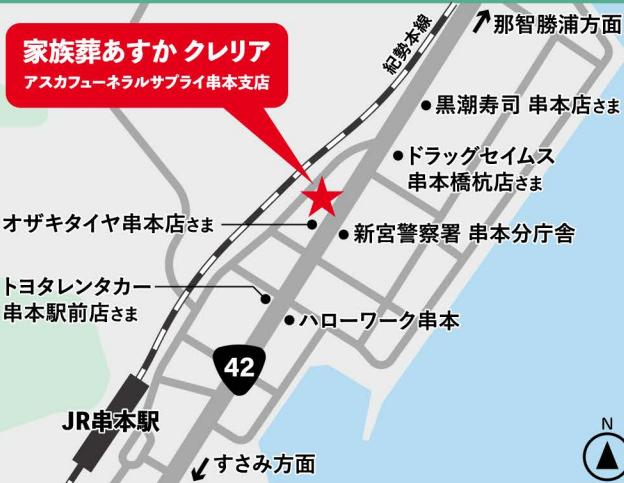 那智勝浦方面
家族葬あすか クレリア
アスカフューネラルサプライ串本支店
紀勢本線
黒潮寿司 串本店さま
ドラッグセイムス
串本橋杭店さま
オザキタイヤ串本店さま
新宮警察署 串本分庁舎
トヨタレンタカー
串本駅前店さま
ハローワーク串本
42
JR串本駅
すさみ方面
N